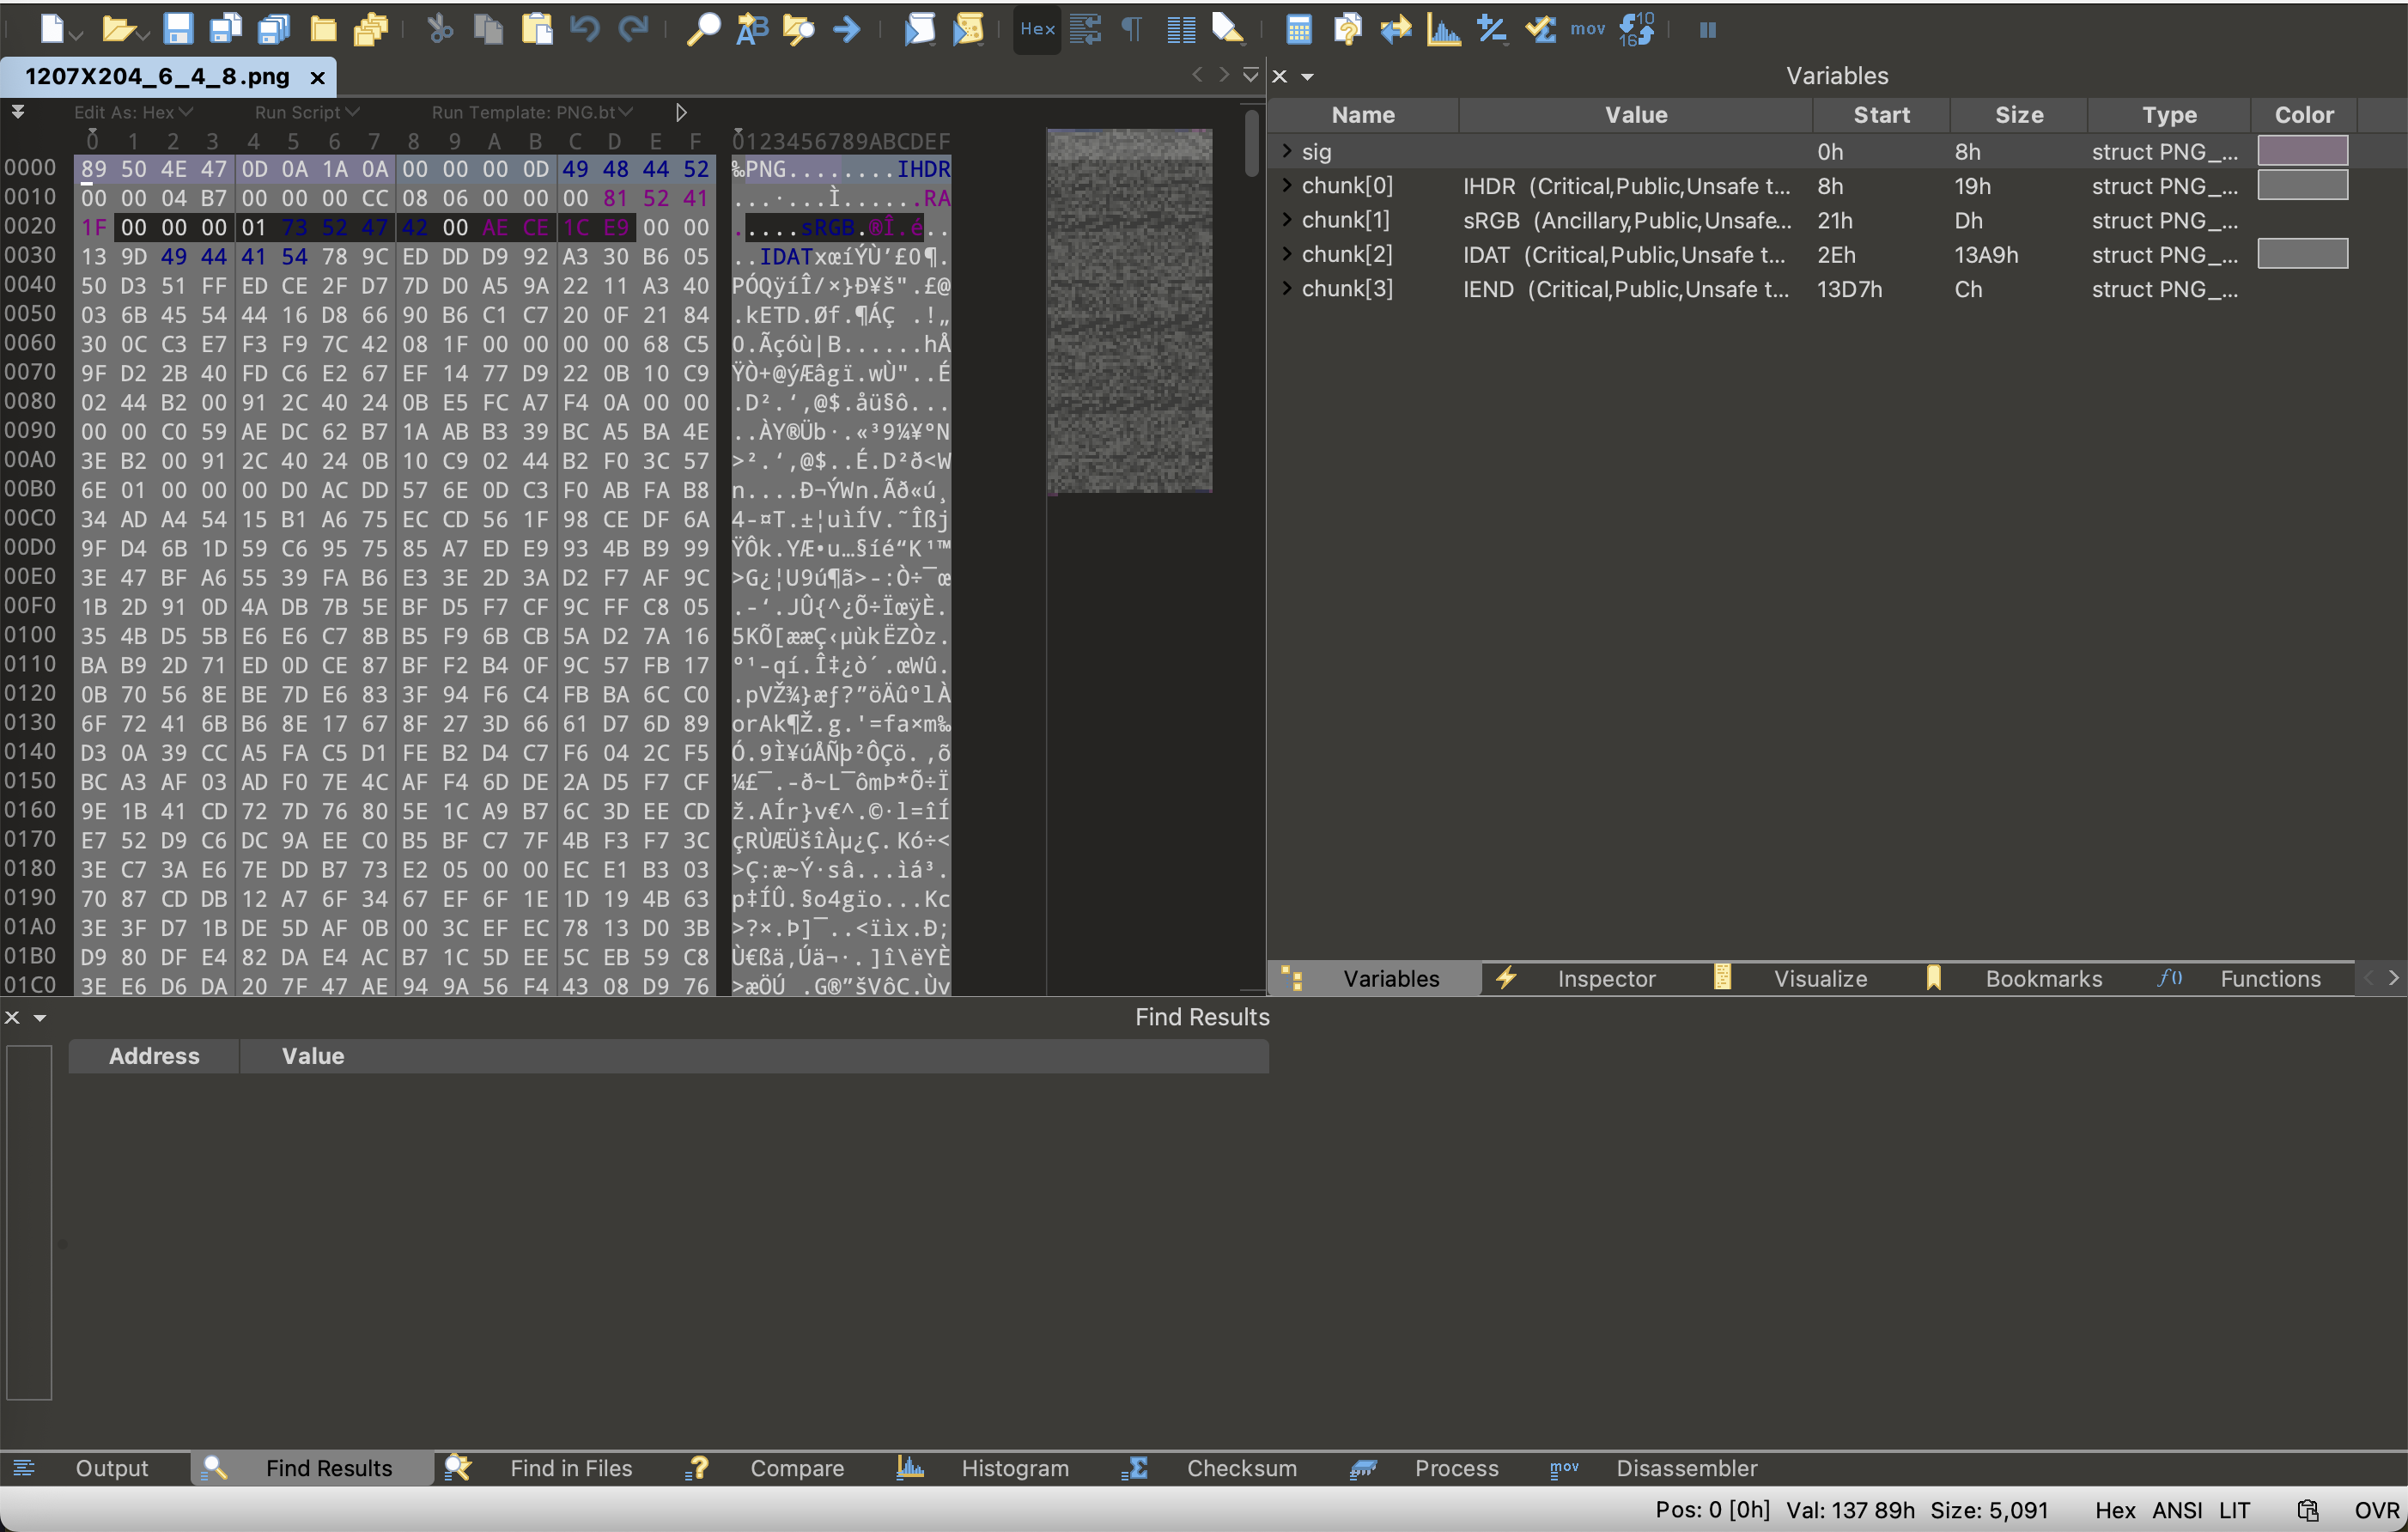 Hex
mov
10
16
1207X204_6_4_8.png
Variables
Edit As: Hex Run Script Run Template: PNG.bt
Name Value Start Size Type Color
0 1 2 3 4 5 6 7 8 9 A B C D E F 0123456789ABCDEF
0000 89 50 4E 47 0D 0A 1A 0A 00 00 00 0D 49 48 44 52 ‰PNG........IHDR
0010 00 00 04 B7 00 00 00 CC 08 06 00 00 00 81 52 41 ...·...Ì......RA
0020 1F 00 00 00 01 73 52 47 42 00 AE CE 1C E9 00 00 .....sRGB.®Î.é..
0030 13 9D 49 44 41 54 78 9C ED DD D9 92 A3 30 B6 05 ..IDATxœíÝÙ’£0¶.
0040 50 D3 51 FF ED CE 2F D7 7D D0 A5 9A 22 11 A3 40 PÓQÿíÎ/×}Ð¥š".£@
0050 03 6B 45 54 44 16 D8 66 90 B6 C1 C7 20 0F 21 84 .kETD.Øf.¶ÁÇ .!„
0060 30 0C C3 E7 F3 F9 7C 42 08 1F 00 00 00 00 68 C5 0.Ãçóù|B......hÅ
0070 9F D2 2B 40 FD C6 E2 67 EF 14 77 D9 22 0B 10 C9 ŸÒ+@ýÆâgï.wÙ"..É
0080 02 44 B2 00 91 2C 40 24 0B E5 FC A7 F4 0A 00 00 .D².‘,@$.åü§ô...
0090 00 00 C0 59 AE DC 62 B7 1A AB B3 39 BC A5 BA 4E ..ÀY®Üb·.«³9¼¥ºN
00A0 3E B2 00 91 2C 40 24 0B 10 C9 02 44 B2 F0 3C 57 >².‘,@$..É.D²ð<W
00B0 6E 01 00 00 00 D0 AC DD 57 6E 0D C3 F0 AB FA B8 n....Ð¬ÝWn.Ãð«ú¸
00C0 34 AD A4 54 15 B1 A6 75 EC CD 56 1F 98 CE DF 6A 4-¤T.±¦uìÍV.˜Îßj
00D0 9F D4 6B 1D 59 C6 95 75 85 A7 ED E9 93 4B B9 99 ŸÔk.YÆ•u…§íé“K¹™
00E0 3E 47 BF A6 55 39 FA B6 E3 3E 2D 3A D2 F7 AF 9C >G¿¦U9ú¶ã>-:Ò÷¯œ
00F0 1B 2D 91 0D 4A DB 7B 5E BF D5 F7 CF 9C FF C8 05 .-‘.JÛ{^¿Õ÷ÏœÿÈ.
0100 35 4B D5 5B E6 E6 C7 8B B5 F9 6B CB 5A D2 7A 16 5KÕ[ææÇ‹µùkËZÒz.
0110 BA B9 2D 71 ED 0D CE 87 BF F2 B4 0F 9C 57 FB 17 º¹-qí.Î‡¿ò´.œWû.
0120 0B 70 56 8E BE 7D E6 83 3F 94 F6 C4 FB BA 6C C0 .pVŽ¾}æƒ?”öÄûºlÀ
0130 6F 72 41 6B B6 8E 17 67 8F 27 3D 66 61 D7 6D 89 orAk¶Ž.g.'=fa×m‰
0140 D3 0A 39 CC A5 FA C5 D1 FE B2 D4 C7 F6 04 2C F5 Ó.9Ì¥úÅÑþ²ÔÇö.,õ
0150 BC A3 AF 03 AD F0 7E 4C AF F4 6D DE 2A D5 F7 CF ¼£¯.-ð~L¯ômÞ*Õ÷Ï
0160 9E 1B 41 CD 72 7D 76 80 5E 1C A9 B7 6C 3D EE CD ž.AÍr}v€^.©·l=îÍ
0170 E7 52 D9 C6 DC 9A EE C0 B5 BF C7 7F 4B F3 F7 3C çRÙÆÜšîÀµ¿Ç.Kó÷<
0180 3E C7 3A E6 7E DD B7 73 E2 05 00 00 EC E1 B3 03 >Ç:æ~Ý·sâ...ìá³.
0190 70 87 CD DB 12 A7 6F 34 67 EF 6F 1E 1D 19 4B 63 p‡ÍÛ.§o4gïo...Kc
01A0 3E 3F D7 1B DE 5D AF 0B 00 3C EF EC 78 13 D0 3B >?×.Þ]¯..<ïìx.Ð;
01B0 D9 80 DF E4 82 DA E4 AC B7 1C 5D EE 5C EB 59 C8 Ù€ßä‚Úä¬·.]î\ëYÈ
01C0 3E E6 D6 DA 20 7F 47 AE 94 9A 56 F4 43 08 D9 76 >æÖÚ .G®”šVôC.Ùv
sig 0h 8h struct PNG_...
chunk[0] IHDR (Critical,Public,Unsafe t... 8h 19h struct PNG_...
chunk[1] sRGB (Ancillary,Public,Unsafe... 21h Dh struct PNG_...
chunk[2] IDAT (Critical,Public,Unsafe t... 2Eh 13A9h struct PNG_...
chunk[3] IEND (Critical,Public,Unsafe t... 13D7h Ch struct PNG_...
Variables Inspector Visualize Bookmarks f() Functions
Find Results
Address Value
Output Find Results Find in Files Compare Histogram Checksum Process mov Disassembler
Pos: 0 [0h] Val: 137 89h Size: 5,091 Hex ANSI LIT OVR